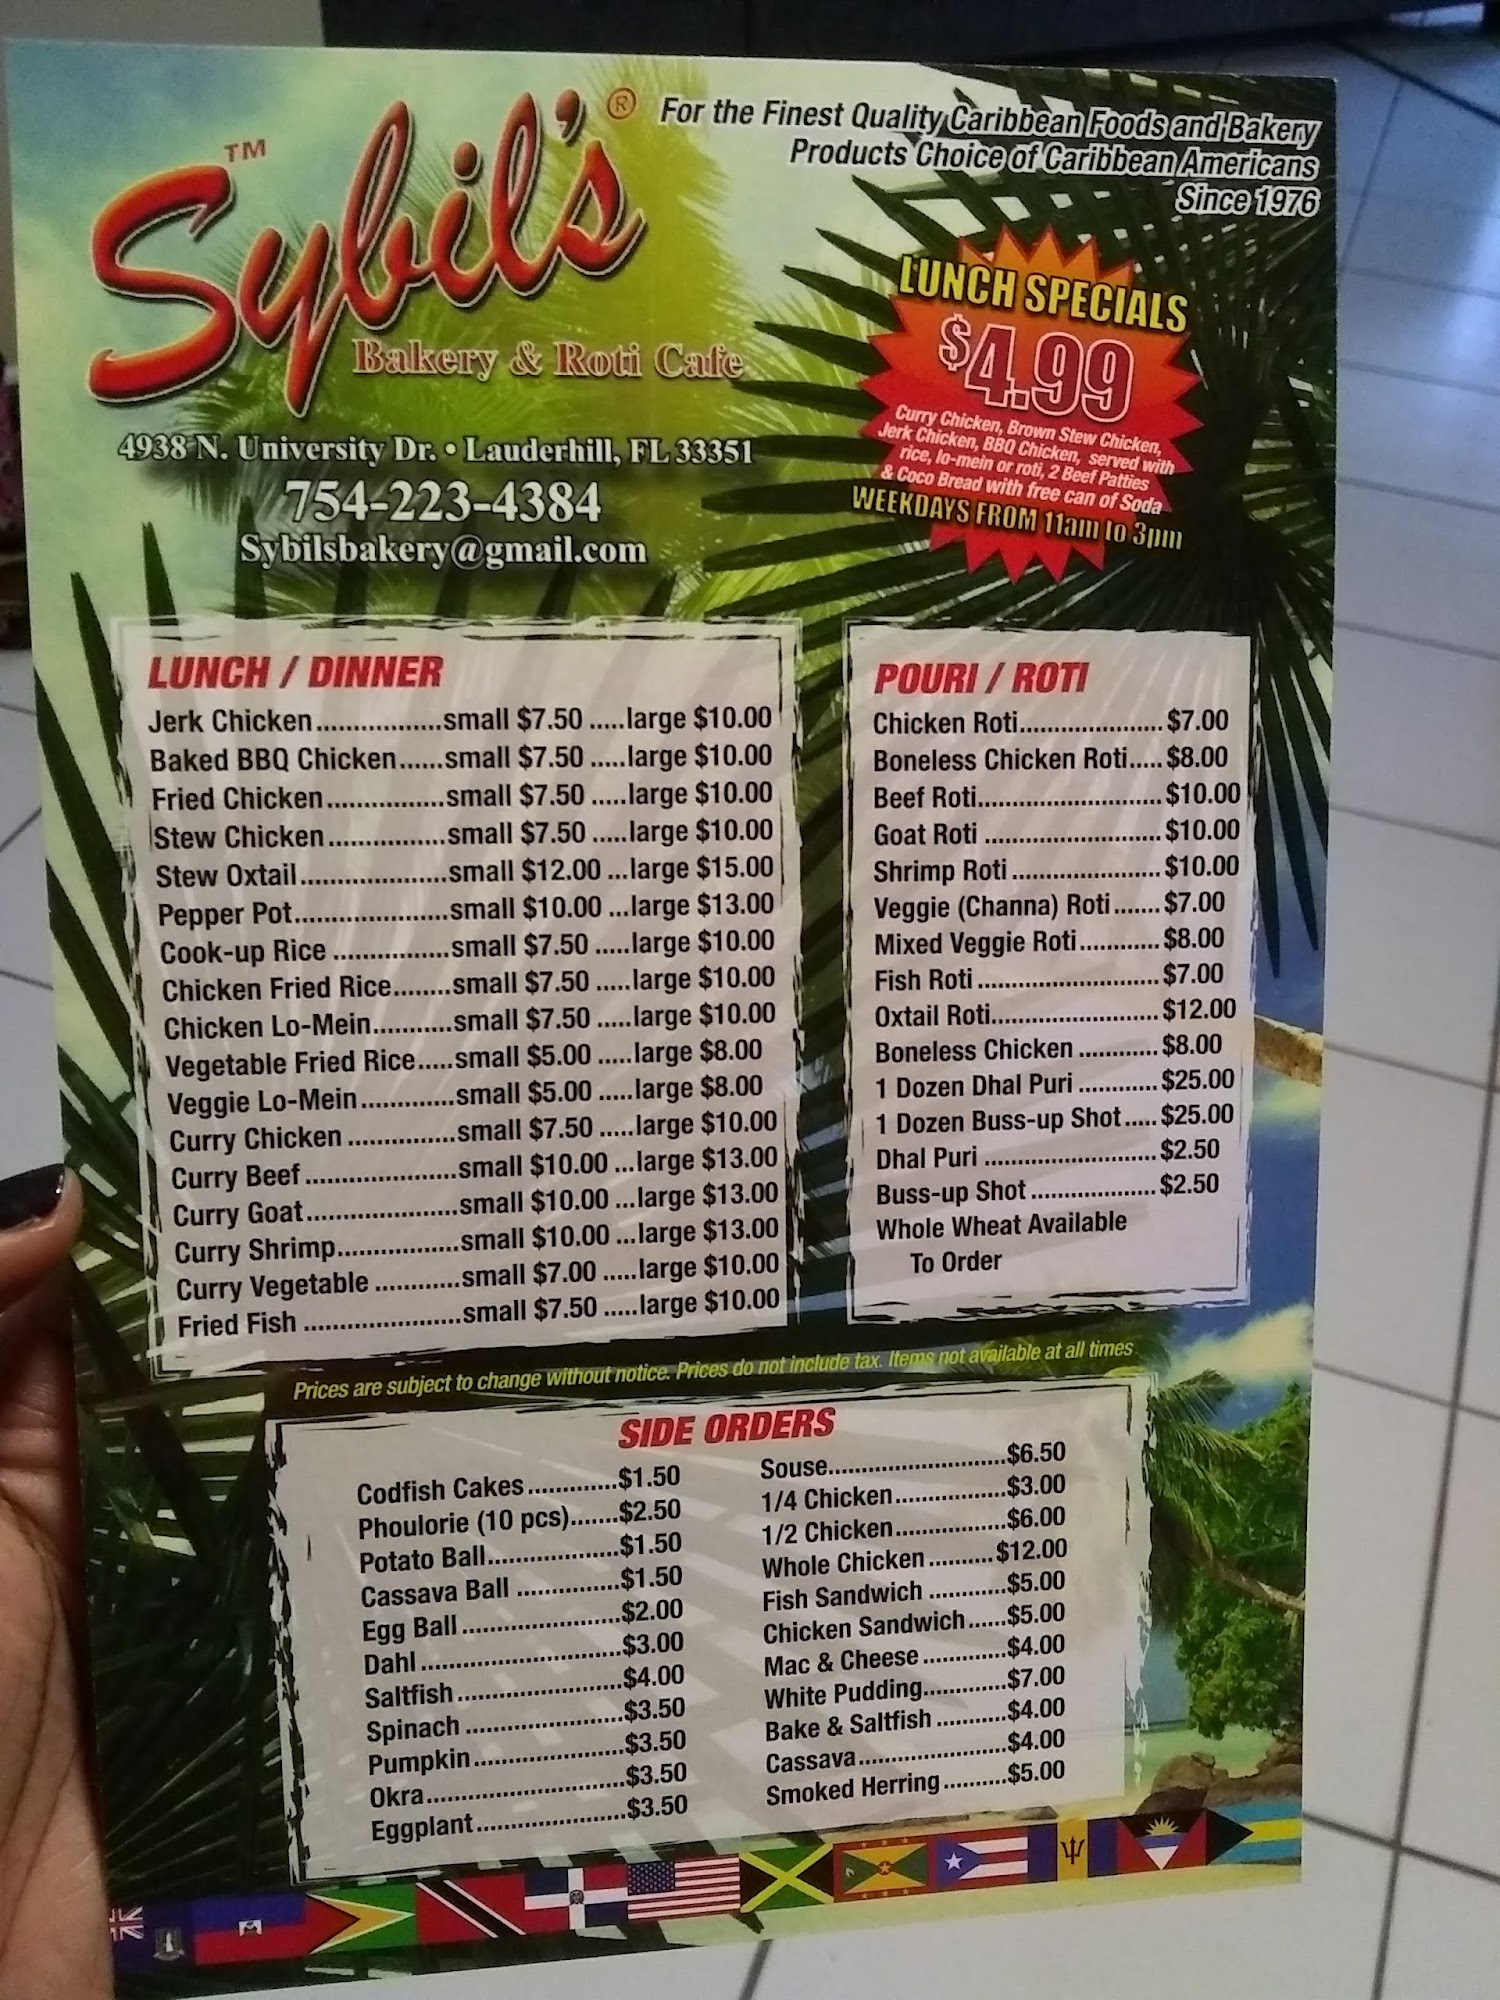 Sybil's ®
TM
Bakery & Roti Cafe
4938 N. University Dr. • Lauderhill, FL 33351
754-223-4384
Sybilsbakery@gmail.com
For the Finest Quality Caribbean Foods and Bakery
Products Choice of Caribbean Americans
Since 1976
LUNCH SPECIALS
$4.99
Curry Chicken, Brown Stew Chicken,
Jerk Chicken, BBQ Chicken, served with
rice, lo-mein or roti, 2 Beef Patties
& Coco Bread with free can of Soda
WEEKDAYS FROM 11am to 3pm
LUNCH / DINNER
Jerk Chicken.................small $7.50 .....large $10.00
Baked BBQ Chicken......small $7.50 .....large $10.00
Fried Chicken................small $7.50 .....large $10.00
Stew Chicken................small $7.50 .....large $10.00
Stew Oxtail....................small $12.00 ...large $15.00
Pepper Pot.....................small $10.00 ...large $13.00
Cook-up Rice ................small $7.50 .....large $10.00
Chicken Fried Rice........small $7.50 .....large $10.00
Chicken Lo-Mein...........small $7.50 .....large $10.00
Vegetable Fried Rice.....small $5.00 .....large $8.00
Veggie Lo-Mein.............small $5.00 .....large $8.00
Curry Chicken ...............small $7.50 .....large $10.00
Curry Beef .....................small $10.00 ...large $13.00
Curry Goat.....................small $10.00 ...large $13.00
Curry Shrimp.................small $10.00 ...large $13.00
Curry Vegetable ............small $7.00 .....large $10.00
Fried Fish ......................small $7.50 .....large $10.00
POURI / ROTI
Chicken Roti......................$7.00
Boneless Chicken Roti.....$8.00
Beef Roti............................$10.00
Goat Roti ...........................$10.00
Shrimp Roti .......................$10.00
Veggie (Channa) Roti.......$7.00
Mixed Veggie Roti............$8.00
Fish Roti ............................$7.00
Oxtail Roti..........................$12.00
Boneless Chicken ............$8.00
1 Dozen Dhal Puri ............$25.00
1 Dozen Buss-up Shot.....$25.00
Dhal Puri ...........................$2.50
Buss-up Shot ...................$2.50
Whole Wheat Available
To Order
Prices are subject to change without notice. Prices do not include tax. Items not available at all times
SIDE ORDERS
Codfish Cakes .............$1.50
Phoulorie (10 pcs).......$2.50
Potato Ball...................$1.50
Cassava Ball ...............$1.50
Egg Ball .......................$2.00
Dahl .............................$3.00
Saltfish ........................$4.00
Spinach .......................$3.50
Pumpkin ......................$3.50
Okra.............................$3.50
Eggplant ......................$3.50
Souse...........................$6.50
1/4 Chicken.................$3.00
1/2 Chicken.................$6.00
Whole Chicken ..........$12.00
Fish Sandwich ............$5.00
Chicken Sandwich......$5.00
Mac & Cheese .............$4.00
White Pudding.............$7.00
Bake & Saltfish ...........$4.00
Cassava.......................$4.00
Smoked Herring ..........$5.00